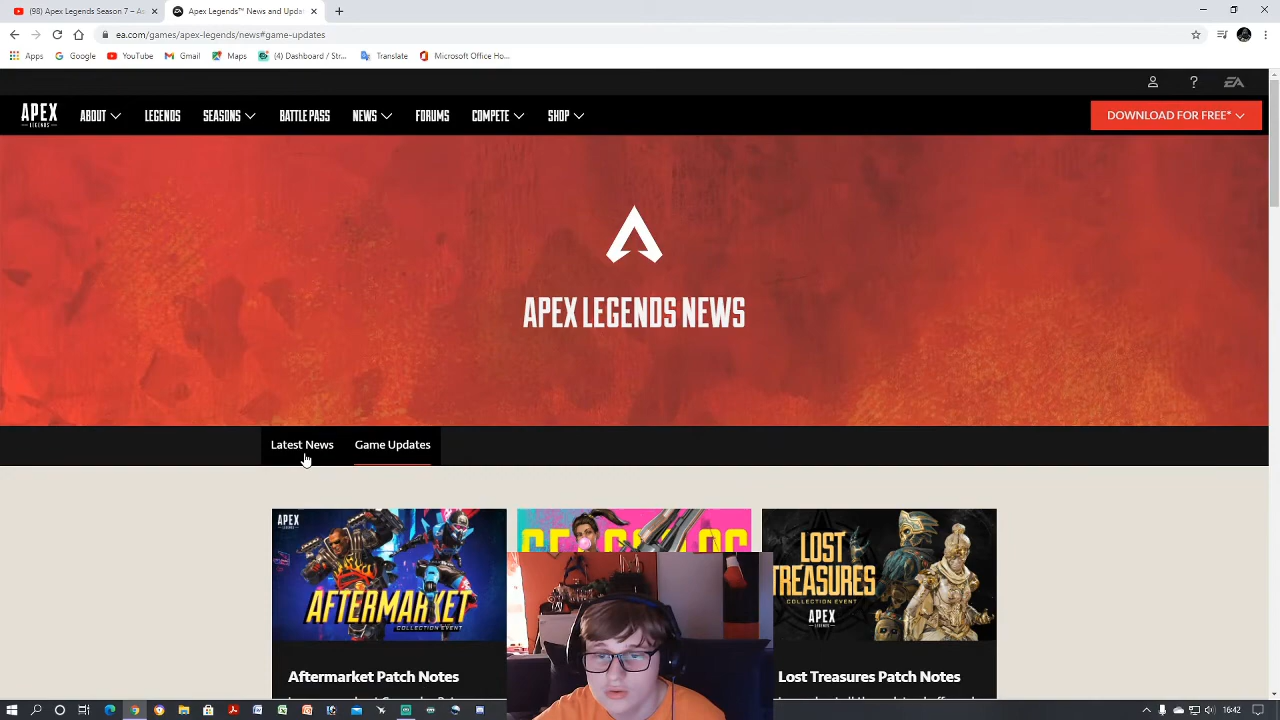 (98) Apex Legends Season 7 – A
Apex Legends™ News and Upda
ea.com/games/apex-legends/news#game-updates
Apps
Google
YouTube
Gmail
Maps
(4) Dashboard / Str...
Translate
Microsoft Office Ho...
APEX
LEGENDS
ABOUT
LEGENDS
SEASONS
BATTLE PASS
NEWS
FORUMS
COMPETE
SHOP
EA
DOWNLOAD FOR FREE*
APEX LEGENDS NEWS
Latest News
Game Updates
APEX
LEGENDS
AFTERMARKET
COLLECTION EVENT
LOST
TREASURES
COLLECTION EVENT
APEX
LEGENDS
Aftermarket Patch Notes
Lost Treasures Patch Notes
16:42